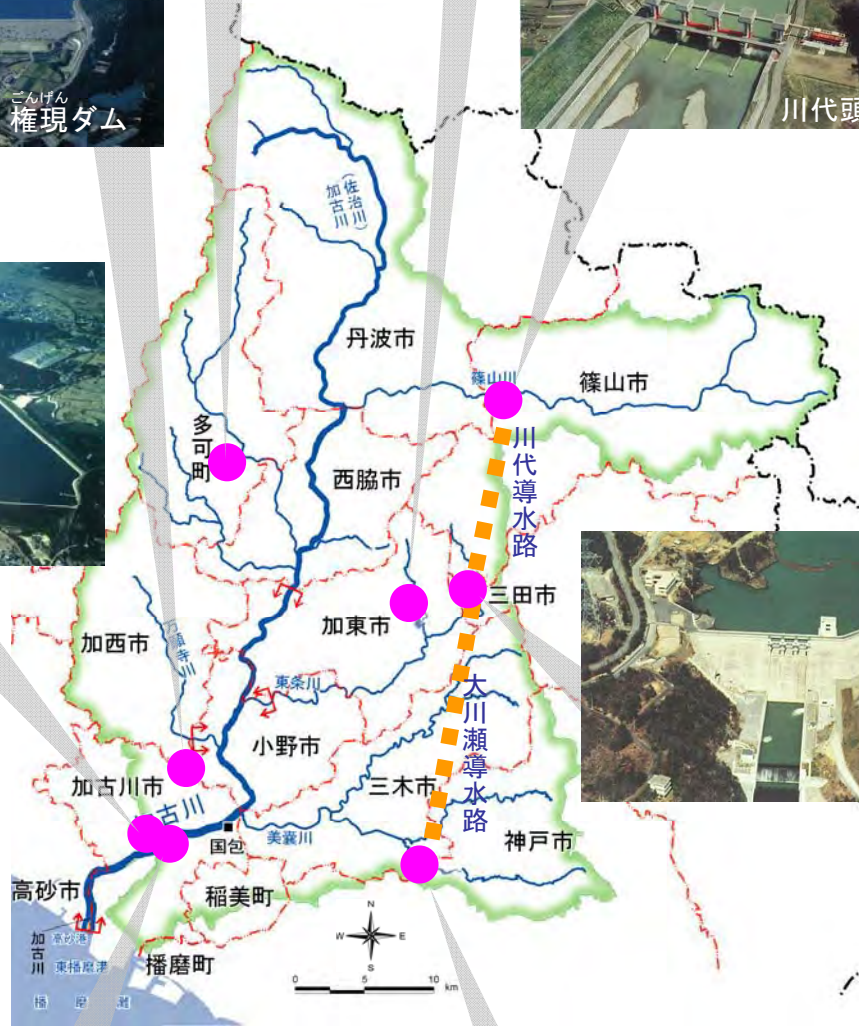 ごんげん
権現ダム
川代頭
(佐治川)
加古川
丹波市
篠山川
篠山市
多可町
西脇市
川代導水路
三田市
加東市
加西市
万願寺川
東条川
大川瀬導水路
小野市
加古川市
三木市
古川
美嚢川
神戸市
国包
高砂市
稲美町
加古川
高砂港
東播磨港
播磨町
播磨灘
N
W
E
S
0 5 10 km